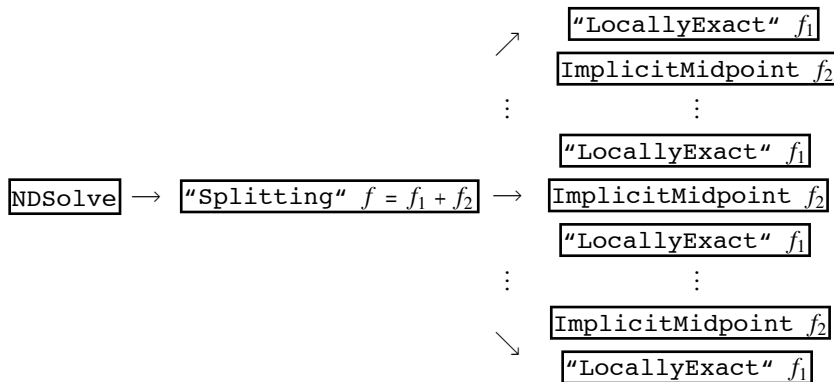 "LocallyExact" f₁
↗
ImplicitMidpoint f₂
⋮ ⋮
"LocallyExact" f₁
NDSolve → "Splitting" f = f₁ + f₂ → ImplicitMidpoint f₂
"LocallyExact" f₁
⋮ ⋮
ImplicitMidpoint f₂
↘
"LocallyExact" f₁